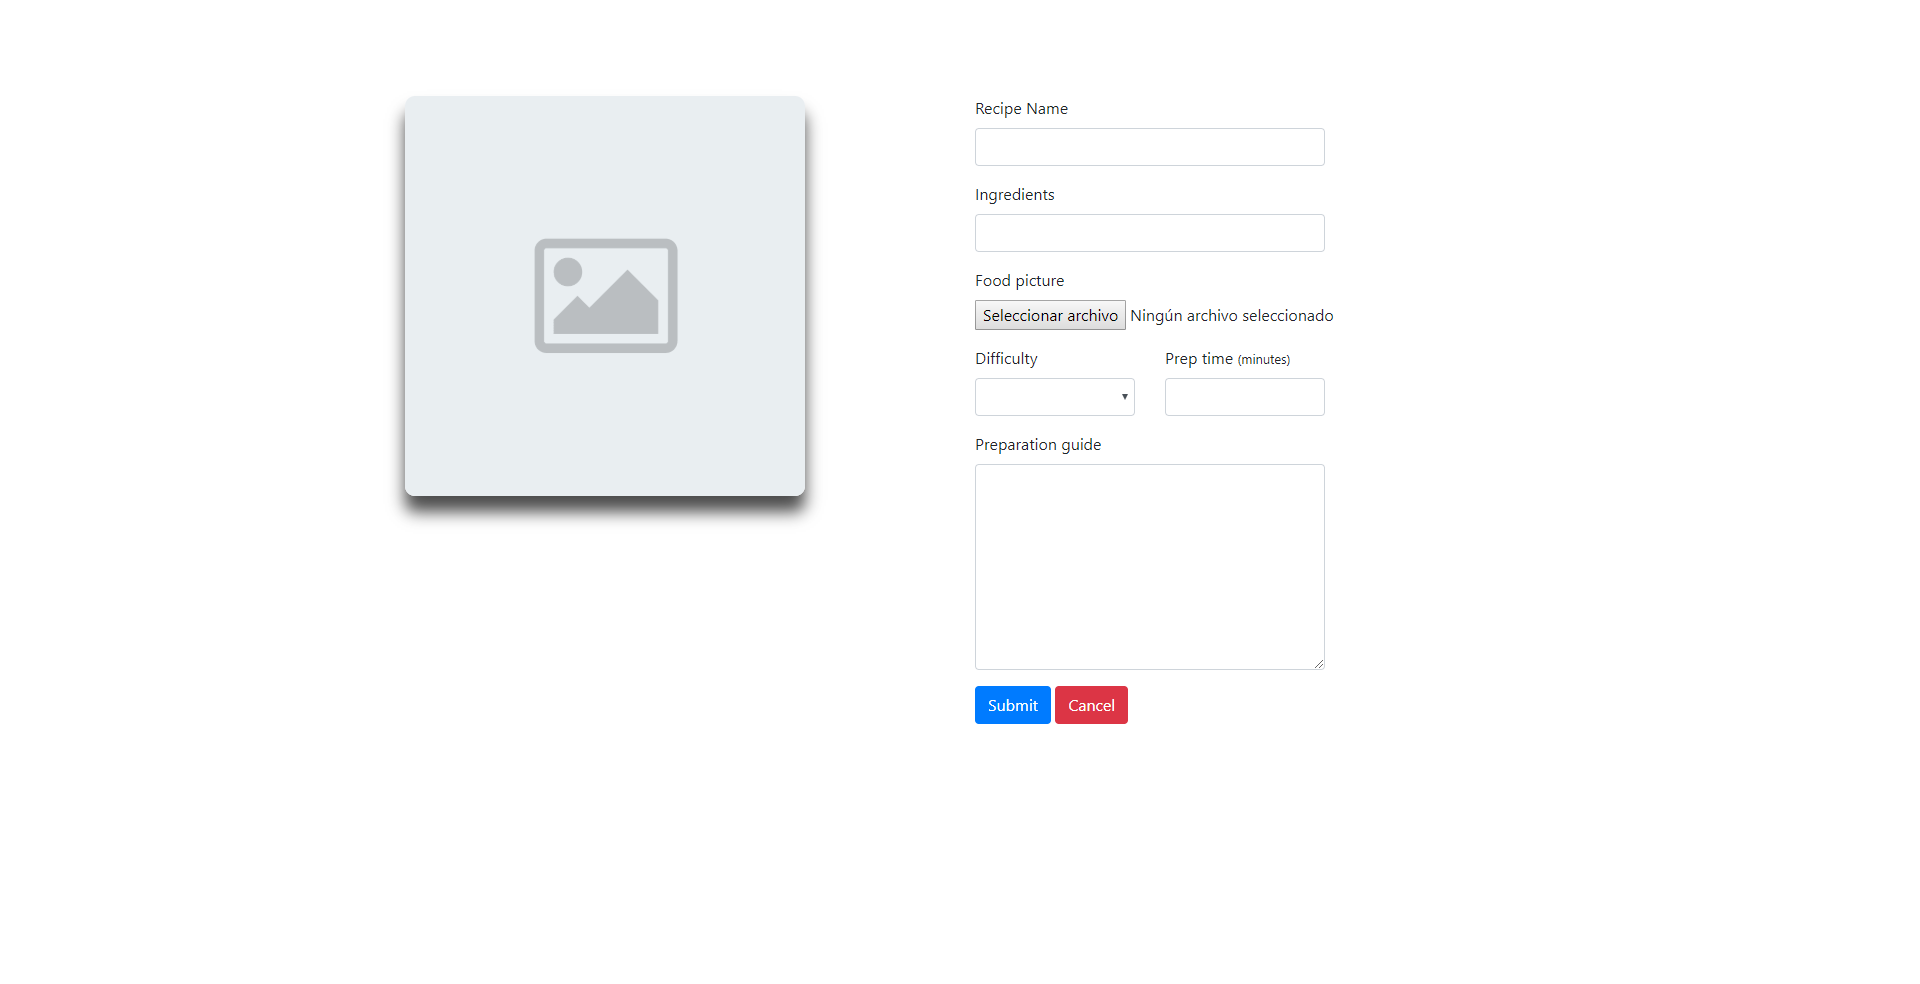 Recipe Name
Ingredients
Food picture
Seleccionar archivo Ningún archivo seleccionado
Difficulty Prep time (minutes)
Preparation guide
Submit Cancel